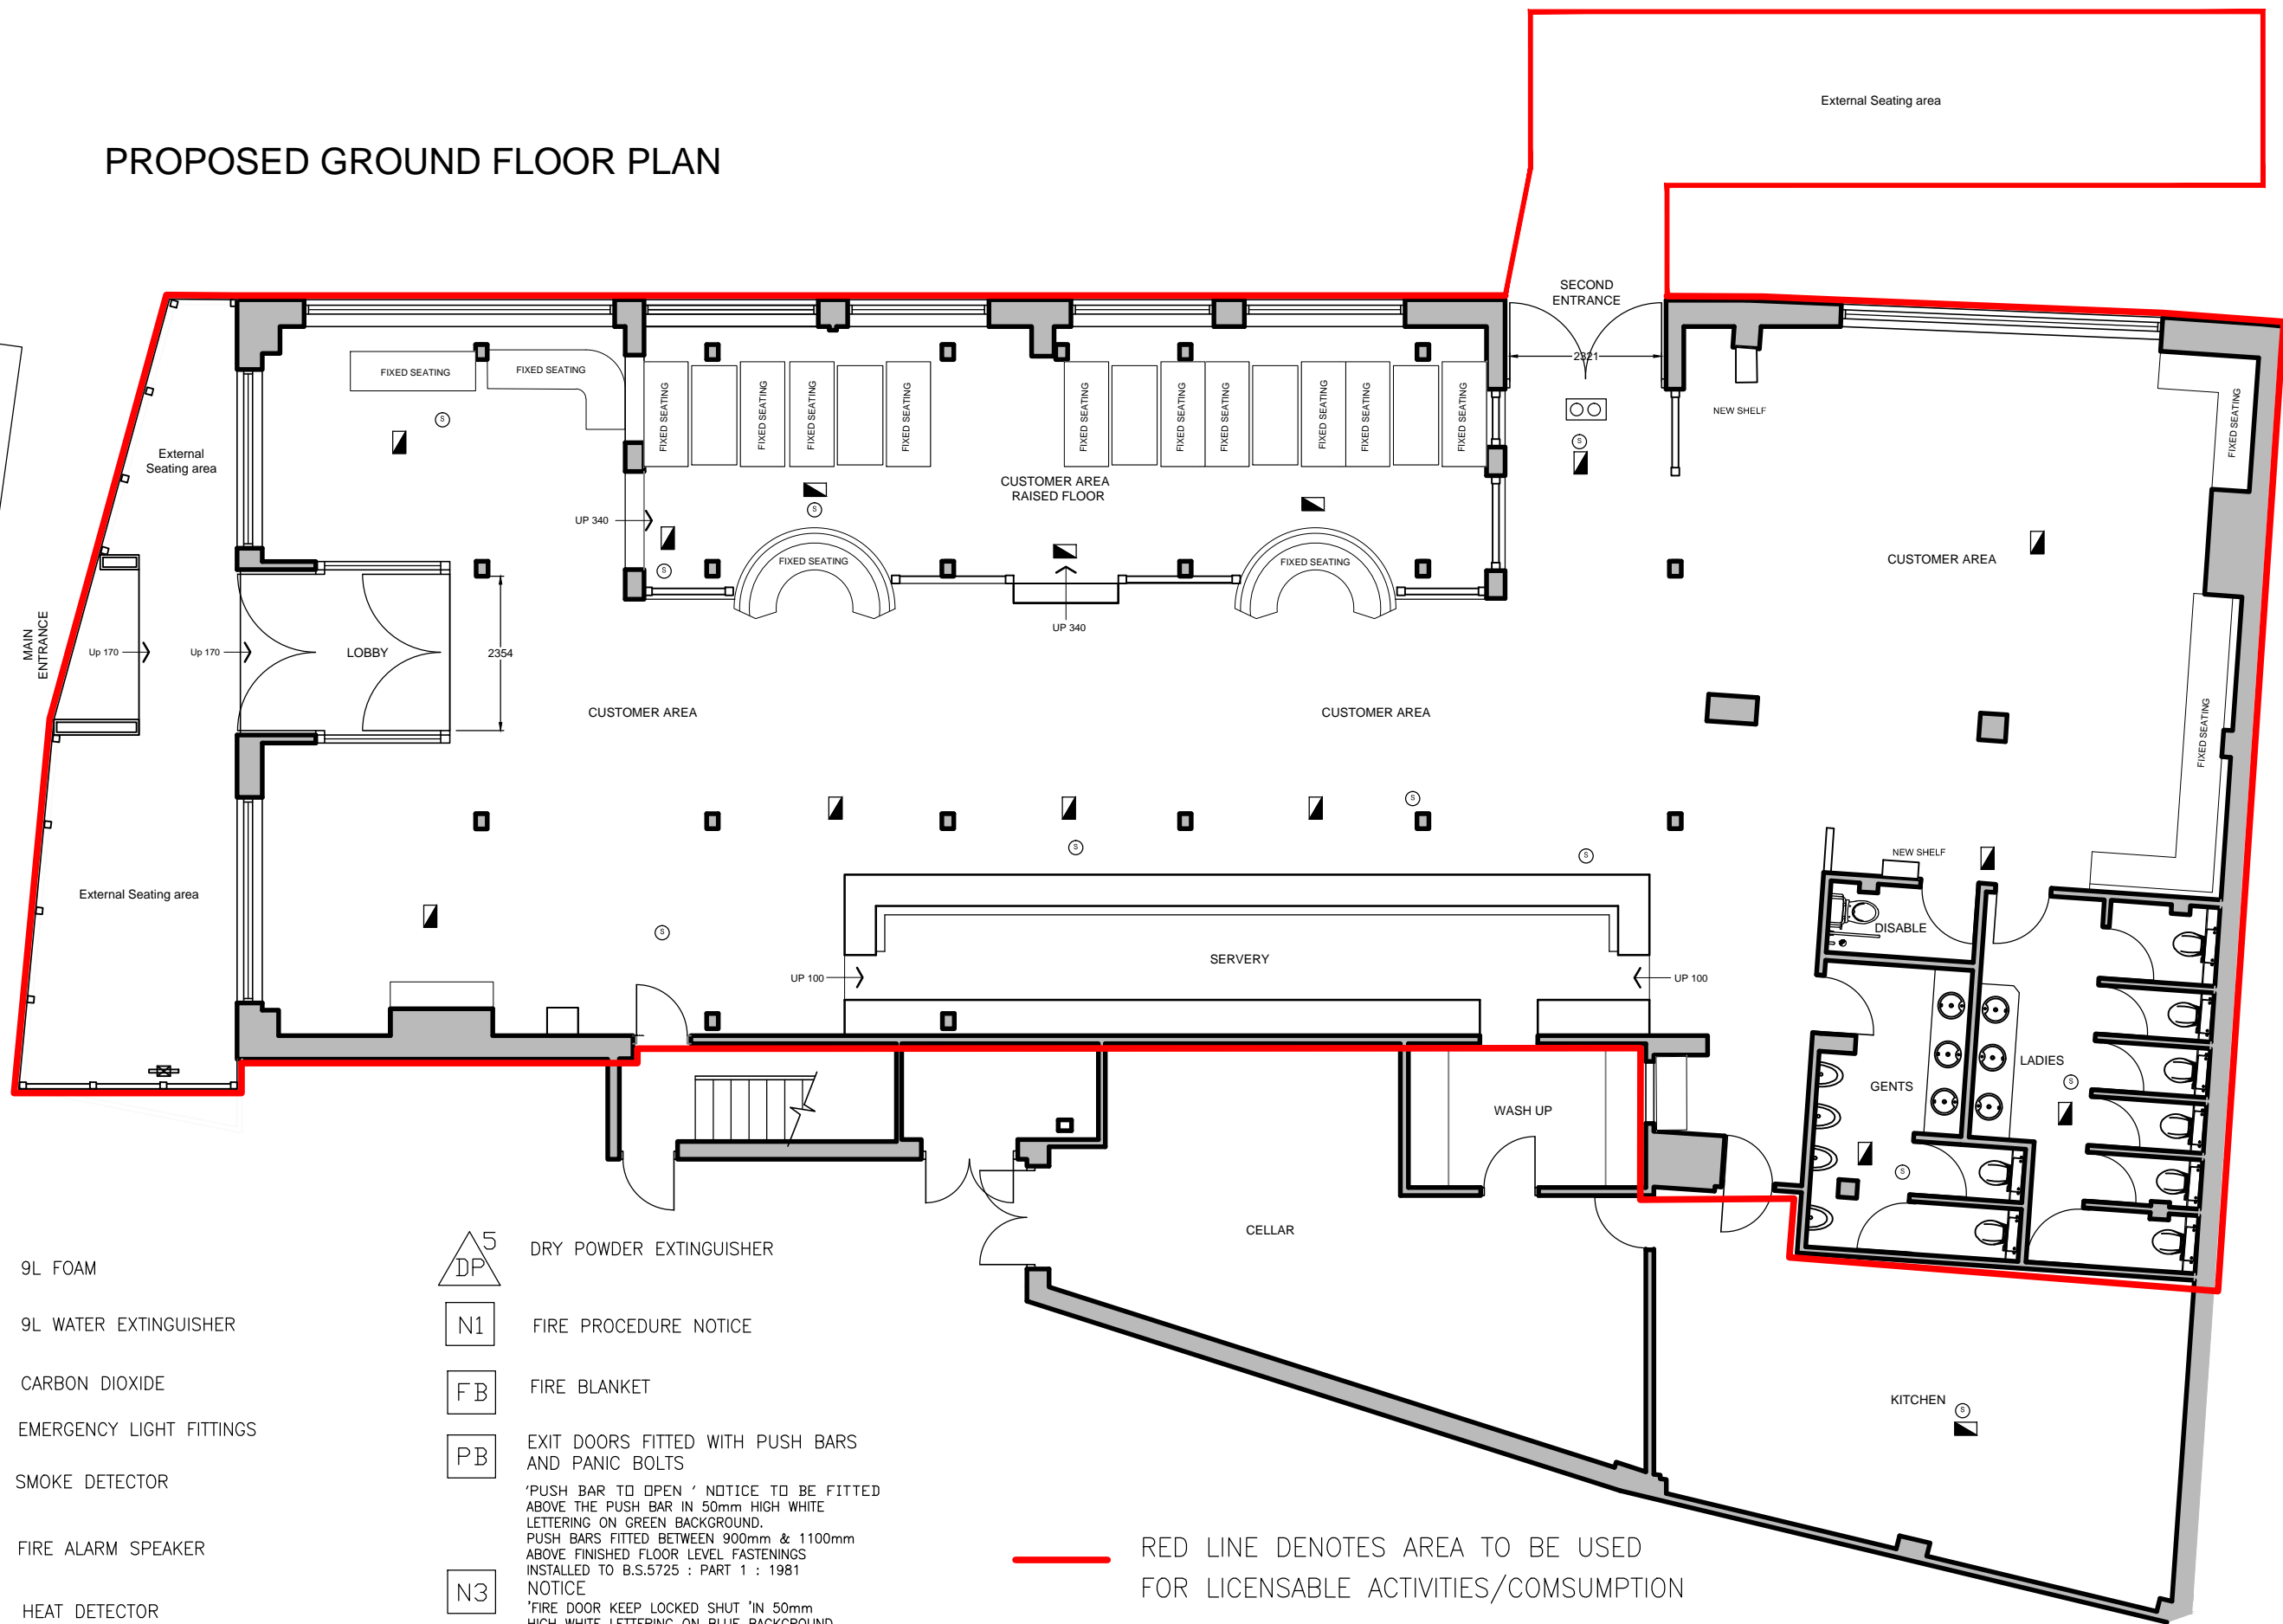 External Seating area
PROPOSED GROUND FLOOR PLAN
SECOND
ENTRANCE
2321
FIXED SEATING
FIXED SEATING
FIXED SEATING
FIXED SEATING
FIXED SEATING
FIXED SEATING
FIXED SEATING
FIXED SEATING
FIXED SEATING
FIXED SEATING
FIXED SEATING
FIXED SEATING
FIXED SEATING
NEW SHELF
S
S
External
Seating area
CUSTOMER AREA
RAISED FLOOR
S
UP 340
CUSTOMER AREA
FIXED SEATING
FIXED SEATING
S
UP 340
MAIN
ENTRANCE
Up 170
Up 170
LOBBY
2354
CUSTOMER AREA
CUSTOMER AREA
FIXED SEATING
S
S
S
NEW SHELF
External Seating area
S
DISABLE
SERVERY
UP 100
UP 100
LADIES
GENTS
S
WASH UP
S
CELLAR
KITCHEN
S
9L FOAM
9L WATER EXTINGUISHER
CARBON DIOXIDE
EMERGENCY LIGHT FITTINGS
SMOKE DETECTOR
FIRE ALARM SPEAKER
HEAT DETECTOR
5
DP
DRY POWDER EXTINGUISHER
N1
FIRE PROCEDURE NOTICE
FB
FIRE BLANKET
PB
EXIT DOORS FITTED WITH PUSH BARS
AND PANIC BOLTS
'PUSH BAR TO OPEN ' NOTICE TO BE FITTED
ABOVE THE PUSH BAR IN 50mm HIGH WHITE
LETTERING ON GREEN BACKGROUND.
PUSH BARS FITTED BETWEEN 900mm & 1100mm
ABOVE FINISHED FLOOR LEVEL FASTENINGS
INSTALLED TO B.S.5725 : PART 1 : 1981
N3
NOTICE
'FIRE DOOR KEEP LOCKED SHUT 'IN 50mm
HIGH WHITE LETTERING ON BLUE BACKGROUND
RED LINE DENOTES AREA TO BE USED
FOR LICENSABLE ACTIVITIES/COMSUMPTION